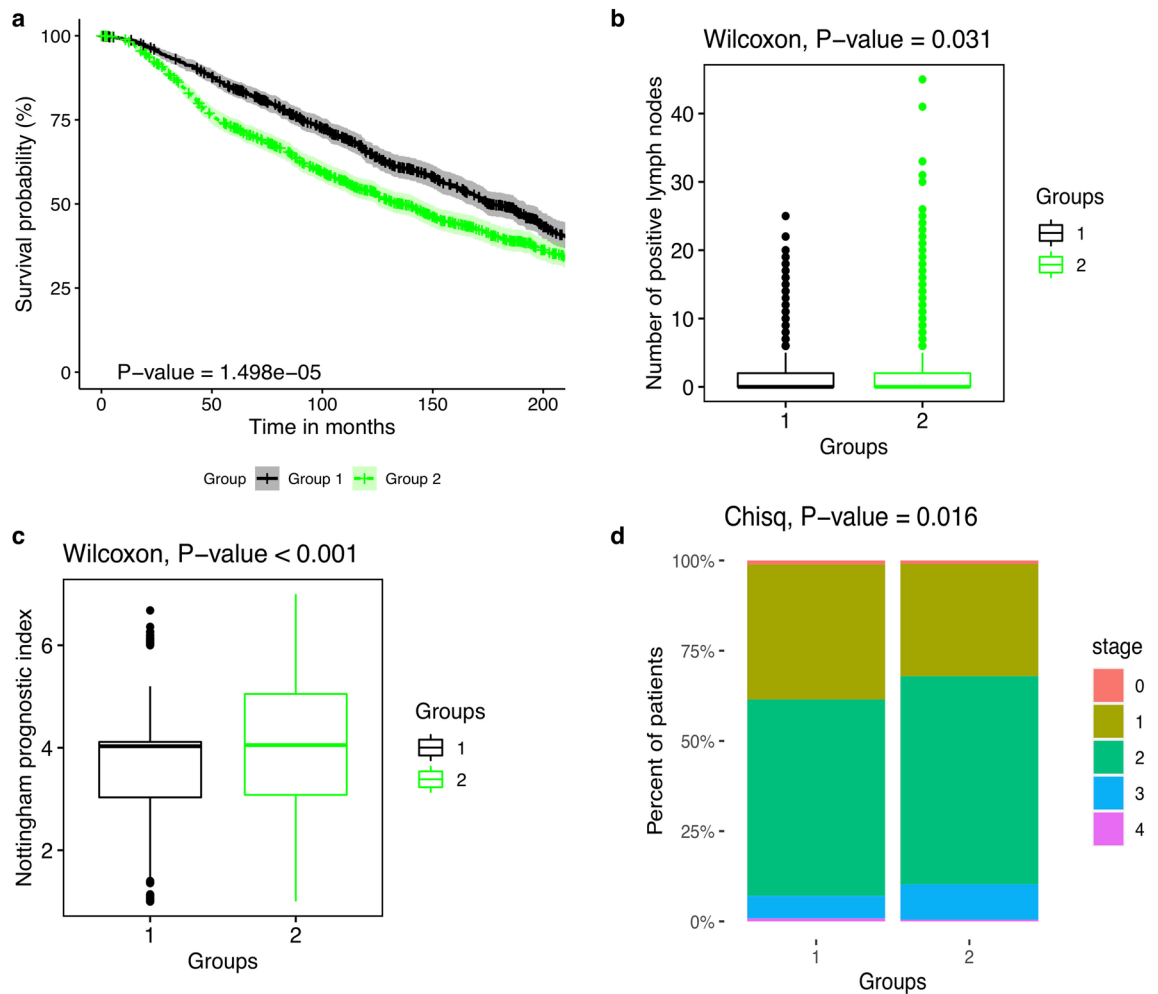 a
Survival probability (%)
100
75
50
25
0
P−value = 1.498e−05
0 50 100 150 200
Time in months
Group Group 1 Group 2
b
Wilcoxon, P−value = 0.031
Number of positive lymph nodes
40
30
20
10
0
1 2
Groups
Groups
1
2
c
Wilcoxon, P−value < 0.001
Nottingham prognostic index
6
4
2
1 2
Groups
Groups
1
2
d
Chisq, P−value = 0.016
Percent of patients
100%
75%
50%
25%
0%
1 2
Groups
stage
0
1
2
3
4